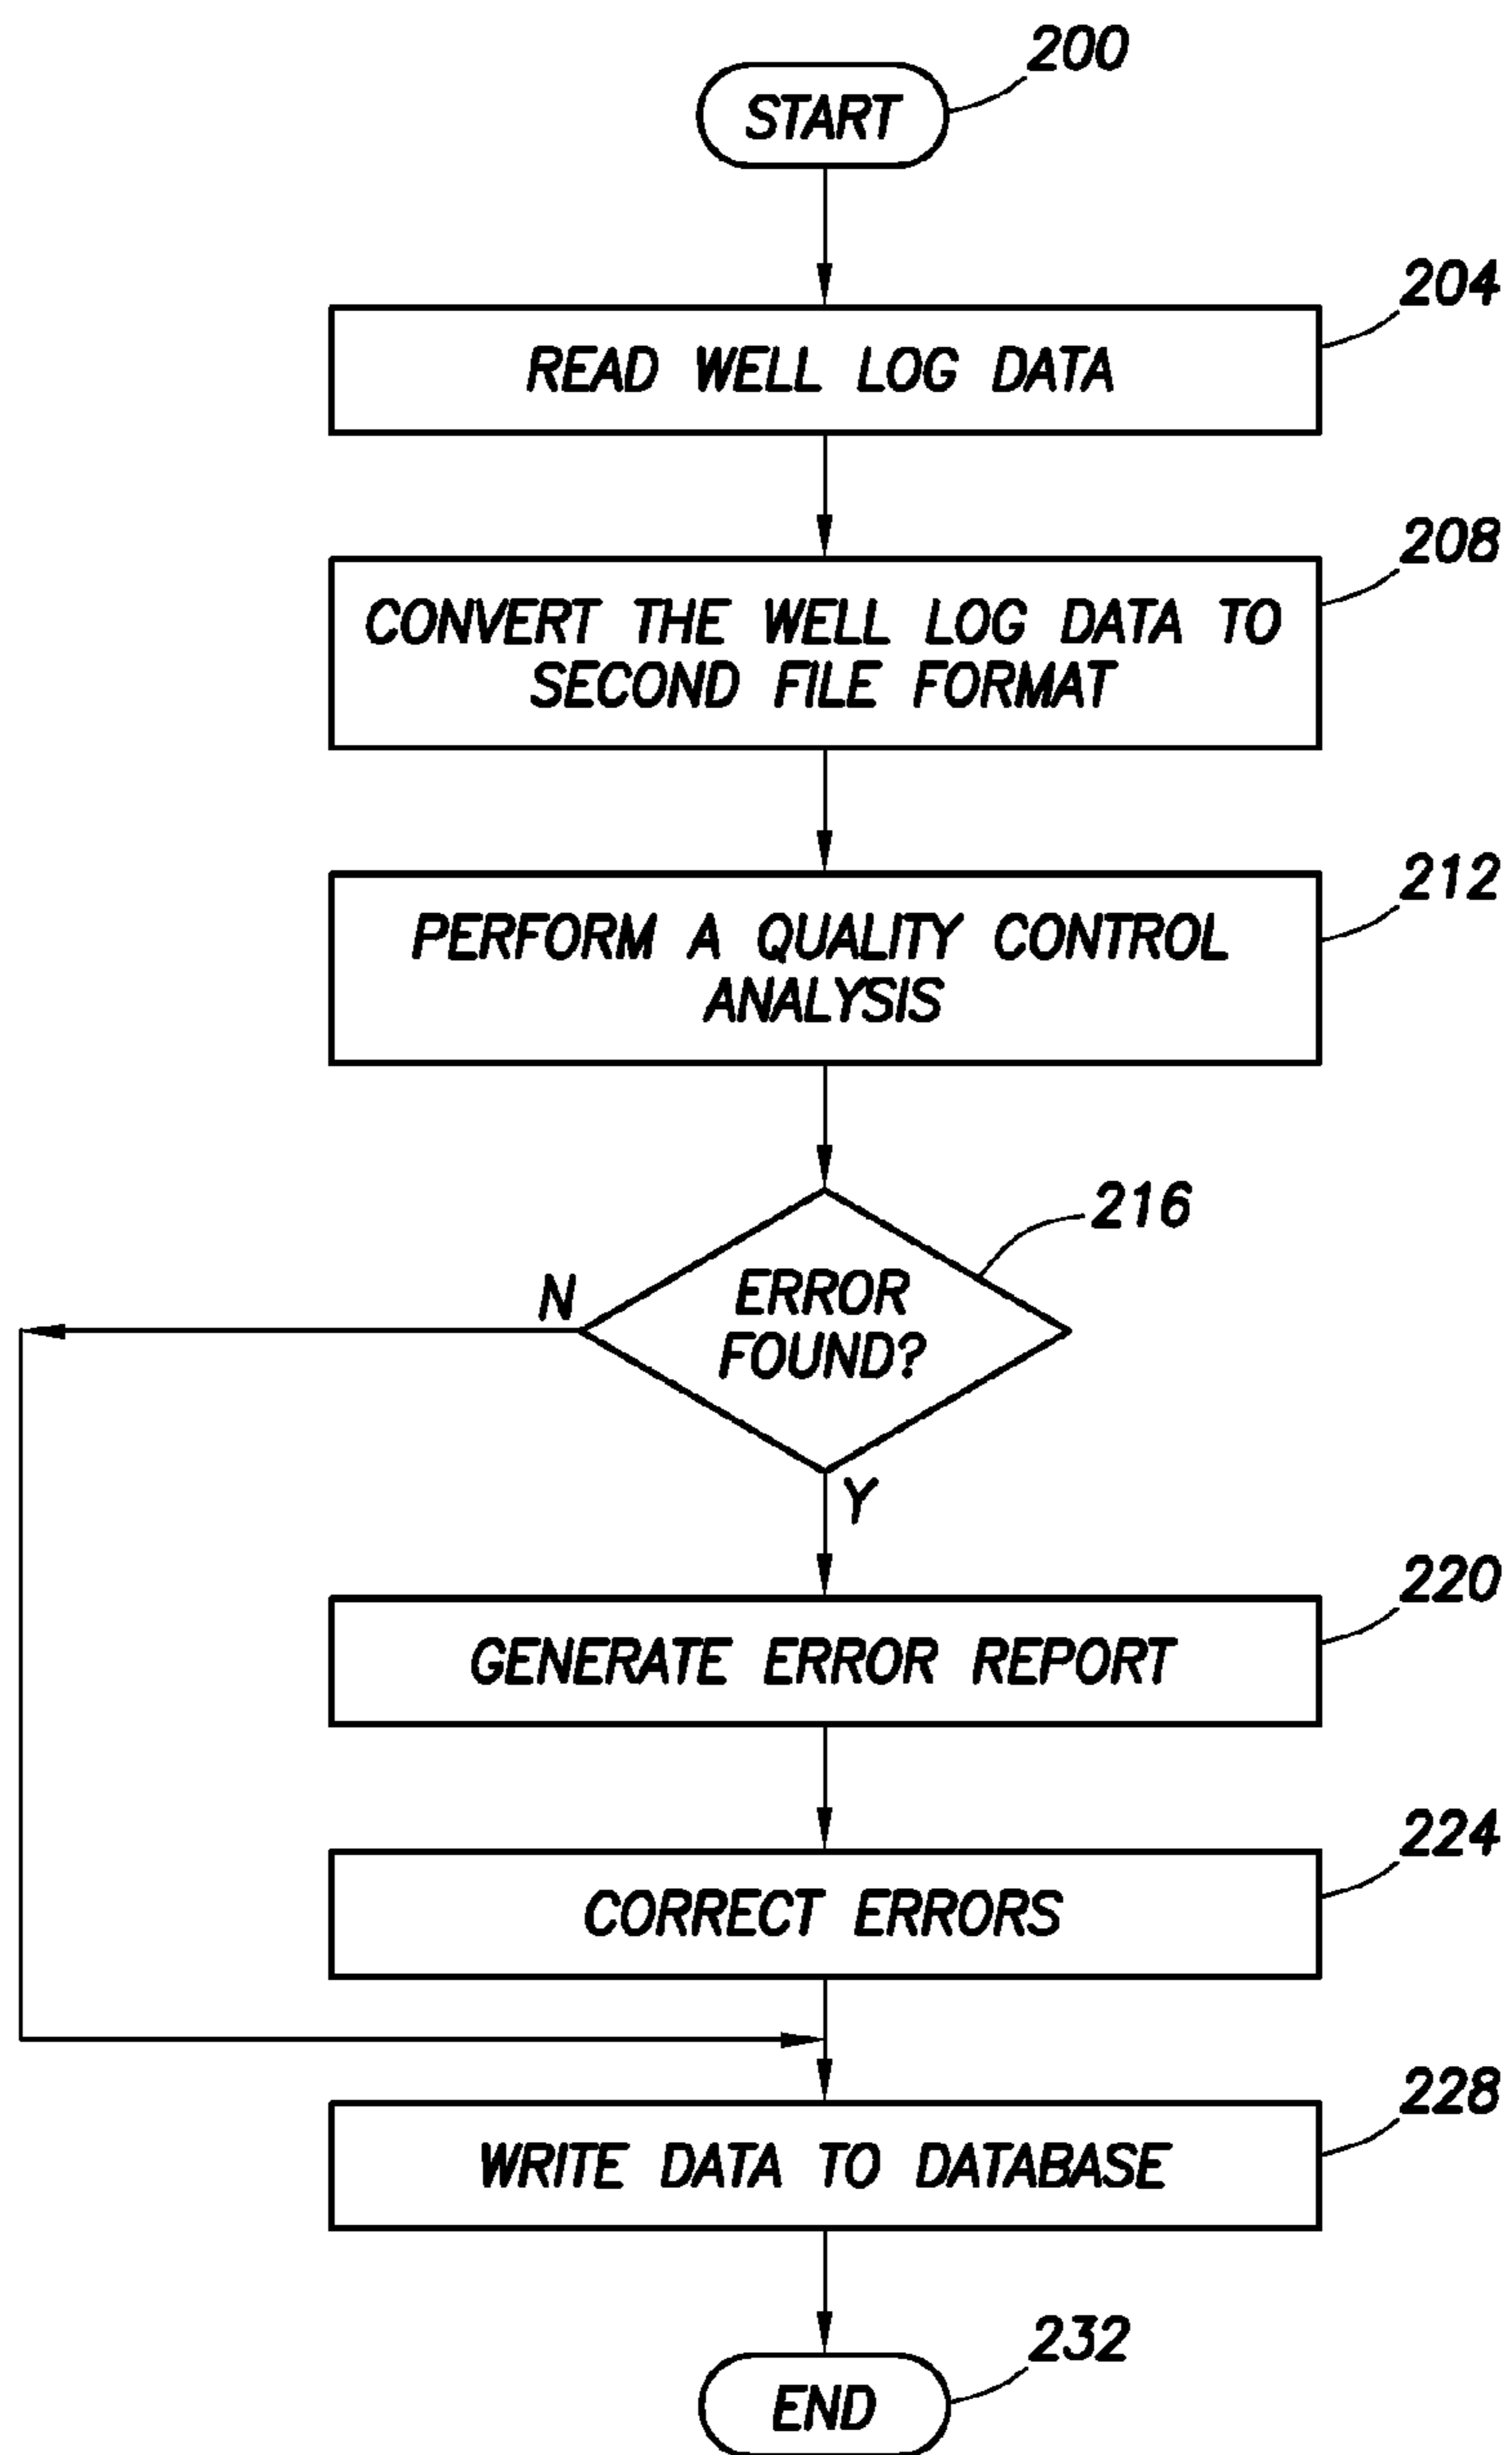 200
START
204
READ WELL LOG DATA
208
CONVERT THE WELL LOG DATA TO
SECOND FILE FORMAT
212
PERFORM A QUALITY CONTROL
ANALYSIS
216
N
ERROR
FOUND?
Y
220
GENERATE ERROR REPORT
224
CORRECT ERRORS
228
WRITE DATA TO DATABASE
232
END